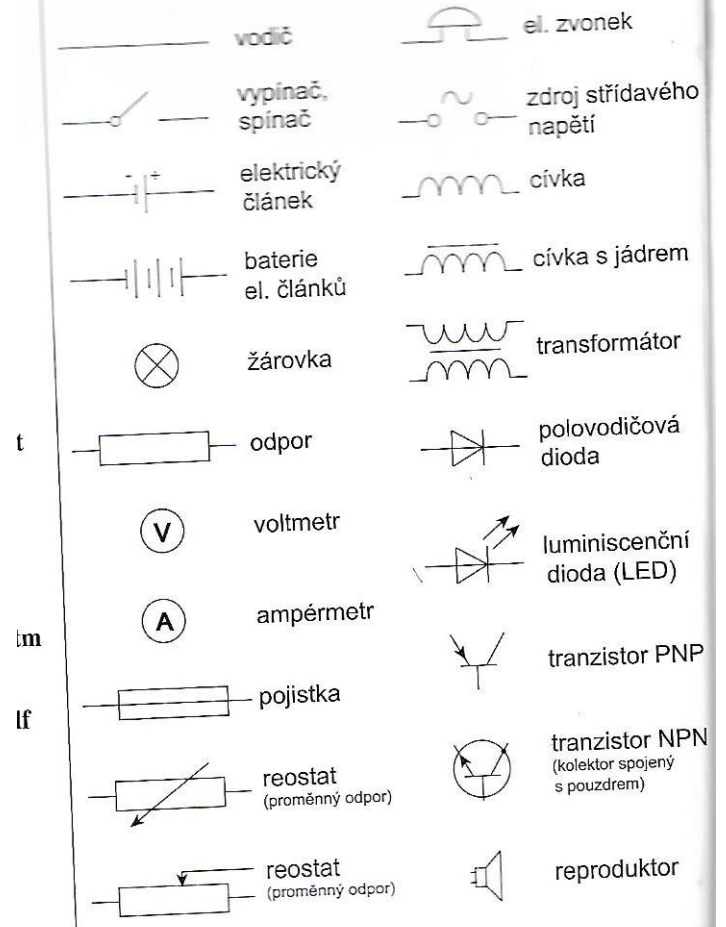 vodič
vypínač,
spínač
- +
elektrický
článek
baterie
el. článků
žárovka
odpor
V
voltmetr
A
ampérmetr
pojistka
reostat
(proměnný odpor)
reostat
(proměnný odpor)
el. zvonek
zdroj střídavého
napětí
cívka
cívka s jádrem
transformátor
polovodičová
dioda
luminiscenční
dioda (LED)
tranzistor PNP
tranzistor NPN
(kolektor spojený
s pouzdrem)
reproduktor